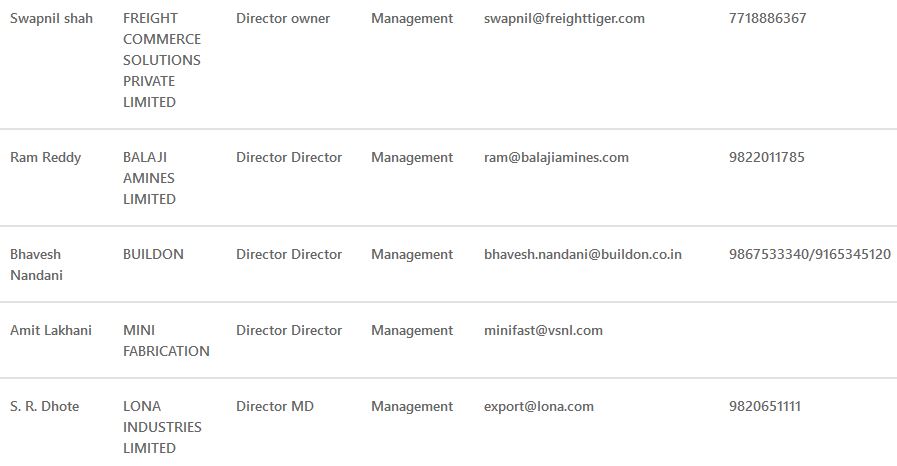 Swapnil shah FREIGHT Director owner Management swapnil@freighttiger.com 7718886367
COMMERCE
SOLUTIONS
PRIVATE
LIMITED
Ram Reddy BALAJI Director Director Management ram@balajiamines.com 9822011785
AMINES
LIMITED
Bhavesh BUILDON Director Director Management bhavesh.nandani@buildon.co.in 9867533340/9165345120
Nandani
Amit Lakhani MINI Director Director Management minifast@vsnl.com
FABRICATION
S. R. Dhote LONA Director MD Management export@lona.com 9820651111
INDUSTRIES
LIMITED